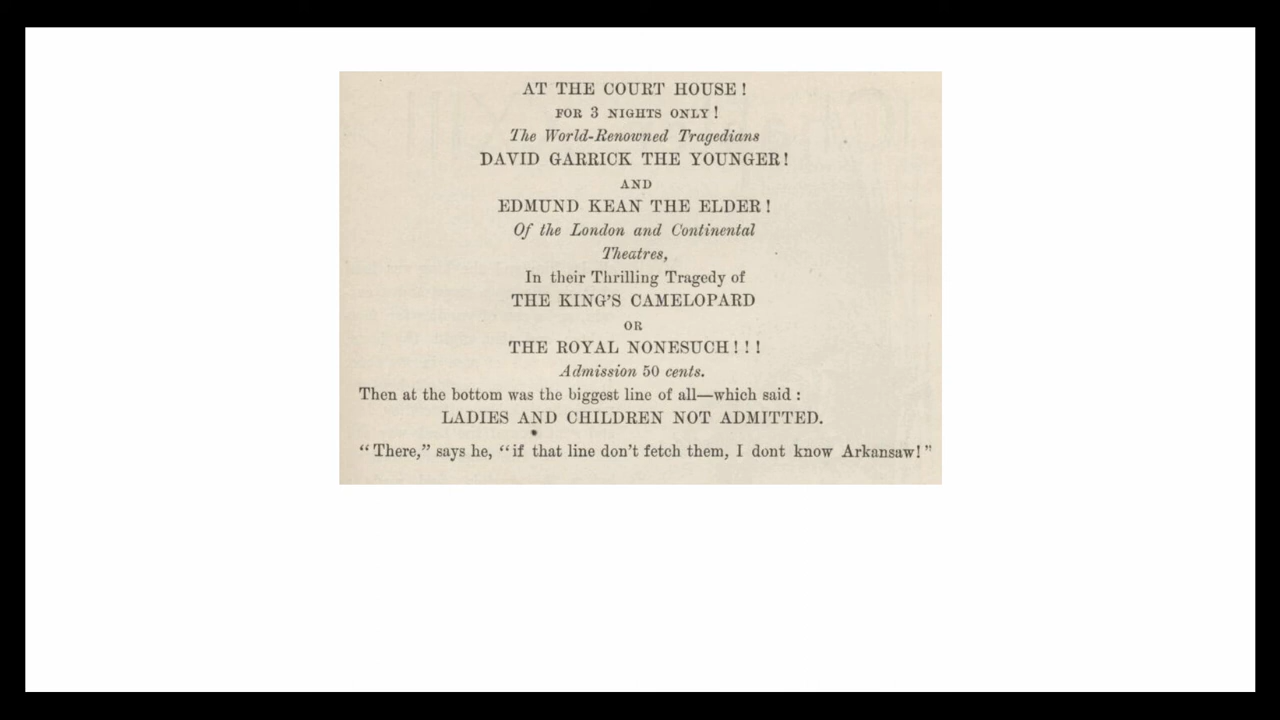 AT THE COURT HOUSE!
FOR 3 NIGHTS ONLY!
The World-Renowned Tragedians
DAVID GARRICK THE YOUNGER!
AND
EDMUND KEAN THE ELDER!
Of the London and Continental
Theatres,
In their Thrilling Tragedy of
THE KING'S CAMELOPARD
OR
THE ROYAL NONESUCH!!!
Admission 50 cents.
Then at the bottom was the biggest line of all—which said:
LADIES AND CHILDREN NOT ADMITTED.
“There,” says he, “if that line don't fetch them, I dont know Arkansaw!”